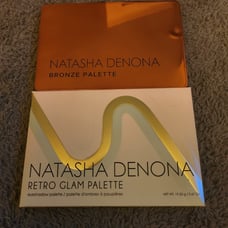 NATASHA DENONA
BRONZE PALETTE
NATASHA DENONA
RETRO GLAM PALETTE
eyeshadow palette / palette d'ombres à paupières